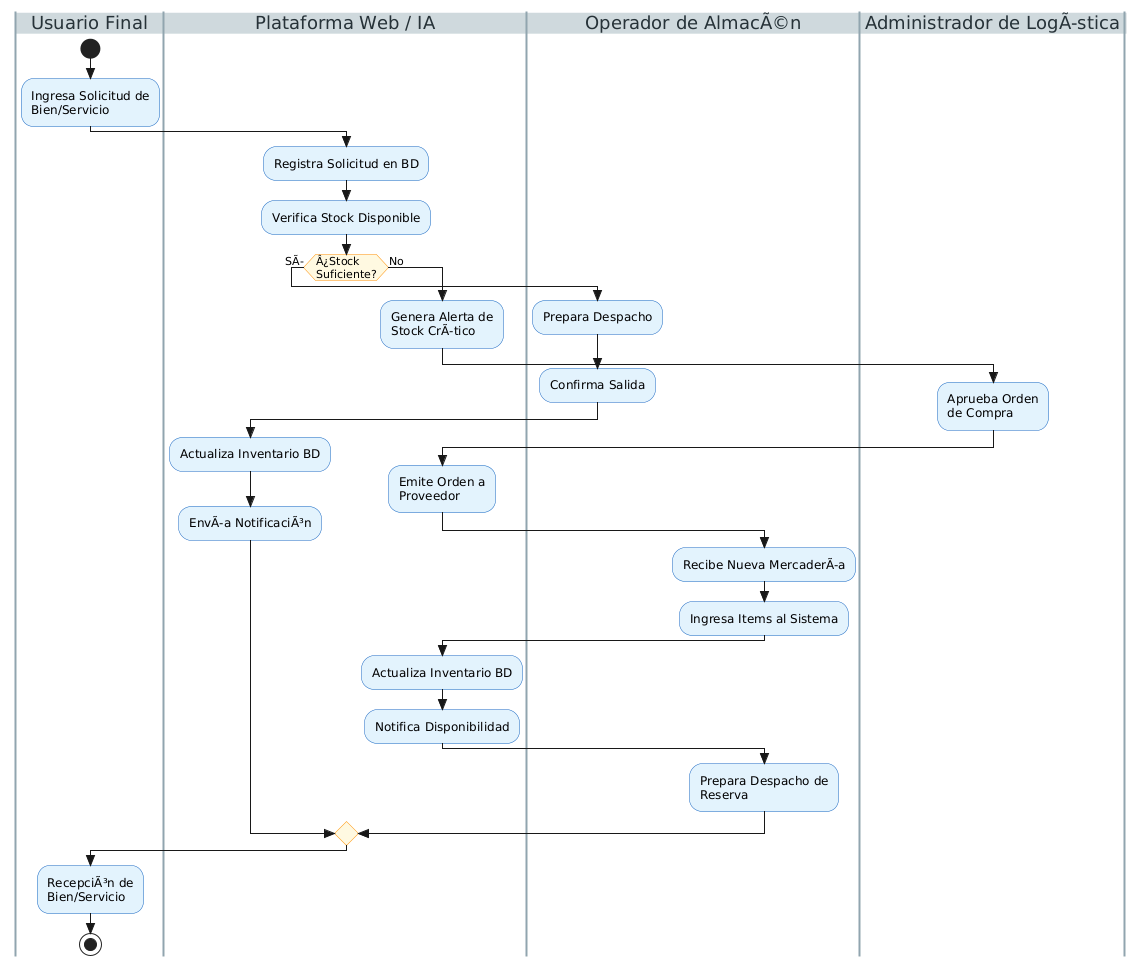 Usuario Final
Plataforma Web / IA
Operador de AlmacÃ©n
Administrador de LogÃ­stica
Ingresa Solicitud de
Bien/Servicio
Registra Solicitud en BD
Verifica Stock Disponible
SÃ­
Â¿Stock
Suficiente?
No
Genera Alerta de
Stock CrÃ­tico
Prepara Despacho
Confirma Salida
Aprueba Orden
de Compra
Actualiza Inventario BD
Emite Orden a
Proveedor
EnvÃ­a NotificaciÃ³n
Recibe Nueva MercaderÃ­a
Ingresa Items al Sistema
Actualiza Inventario BD
Notifica Disponibilidad
Prepara Despacho de
Reserva
RecepciÃ³n de
Bien/Servicio